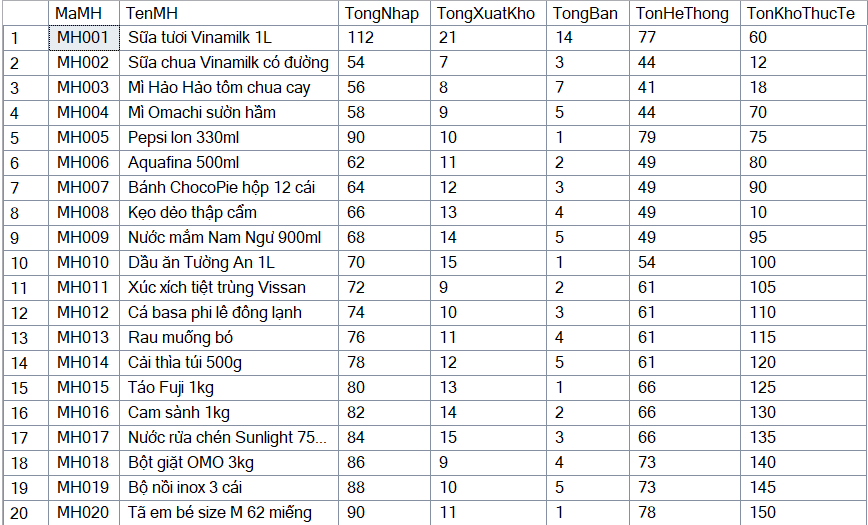 MaMH TenMH TongNhap TongXuatKho TongBan TonHeThong TonKhoThucTe
1 MH001 Sữa tươi Vinamilk 1L 112 21 14 77 60
2 MH002 Sữa chua Vinamilk có đường 54 7 3 44 12
3 MH003 Mì Hảo Hảo tôm chua cay 56 8 7 41 18
4 MH004 Mì Omachi sườn hầm 58 9 5 44 70
5 MH005 Pepsi lon 330ml 90 10 1 79 75
6 MH006 Aquafina 500ml 62 11 2 49 80
7 MH007 Bánh ChocoPie hộp 12 cái 64 12 3 49 90
8 MH008 Kẹo dẻo thập cẩm 66 13 4 49 10
9 MH009 Nước mắm Nam Ngư 900ml 68 14 5 49 95
10 MH010 Dầu ăn Tường An 1L 70 15 1 54 100
11 MH011 Xúc xích tiệt trùng Vissan 72 9 2 61 105
12 MH012 Cá basa phi lê đông lạnh 74 10 3 61 110
13 MH013 Rau muống bó 76 11 4 61 115
14 MH014 Cải thìa túi 500g 78 12 5 61 120
15 MH015 Táo Fuji 1kg 80 13 1 66 125
16 MH016 Cam sành 1kg 82 14 2 66 130
17 MH017 Nước rửa chén Sunlight 75... 84 15 3 66 135
18 MH018 Bột giặt OMO 3kg 86 9 4 73 140
19 MH019 Bộ nồi inox 3 cái 88 10 5 73 145
20 MH020 Tã em bé size M 62 miếng 90 11 1 78 150